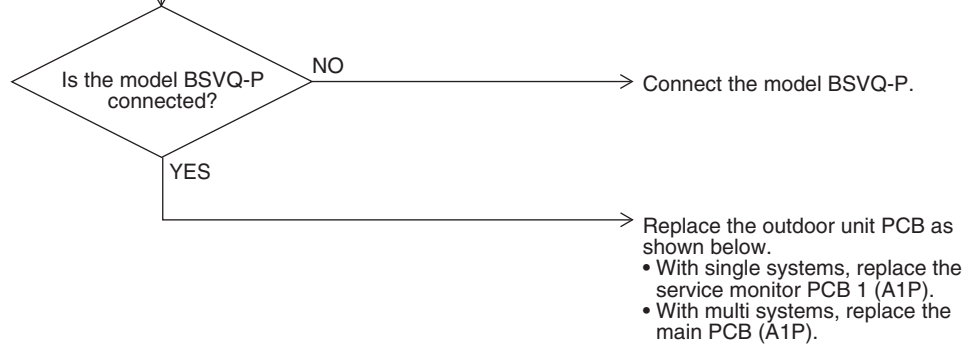 Is the model BSVQ-P
connected?
NO
Connect the model BSVQ-P.
YES
Replace the outdoor unit PCB as
shown below.
• With single systems, replace the
service monitor PCB 1 (A1P).
• With multi systems, replace the
main PCB (A1P).